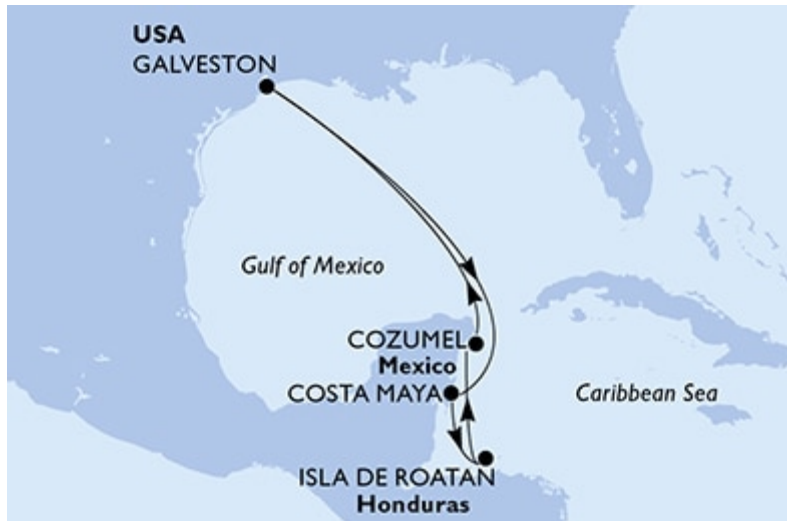 USA
GALVESTON
Gulf of Mexico
COZUMEL
Mexico
COSTA MAYA
Caribbean Sea
ISLA DE ROATAN
Honduras